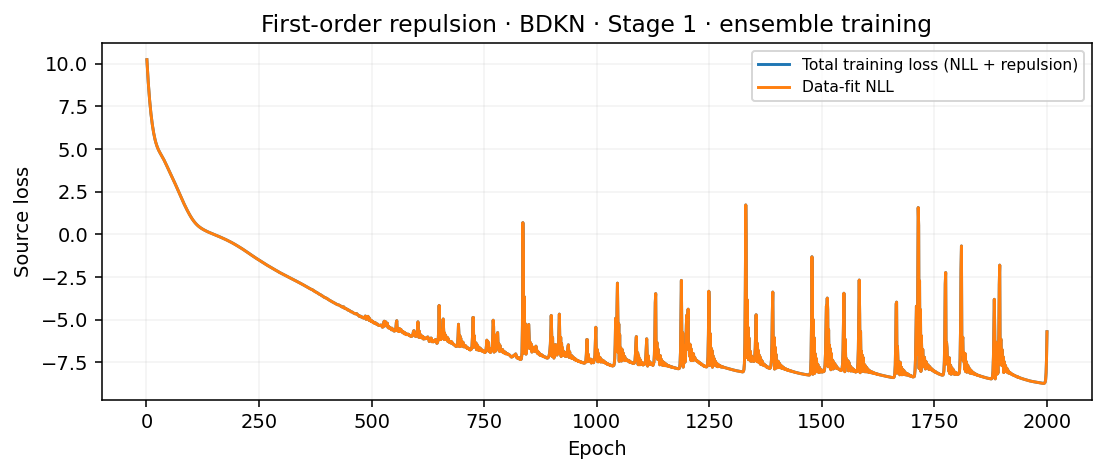 First-order repulsion · BDKN · Stage 1 · ensemble training
Total training loss (NLL + repulsion)
Data-fit NLL
Source loss
10.0
7.5
5.0
2.5
0.0
−2.5
−5.0
−7.5
0 250 500 750 1000 1250 1500 1750 2000
Epoch